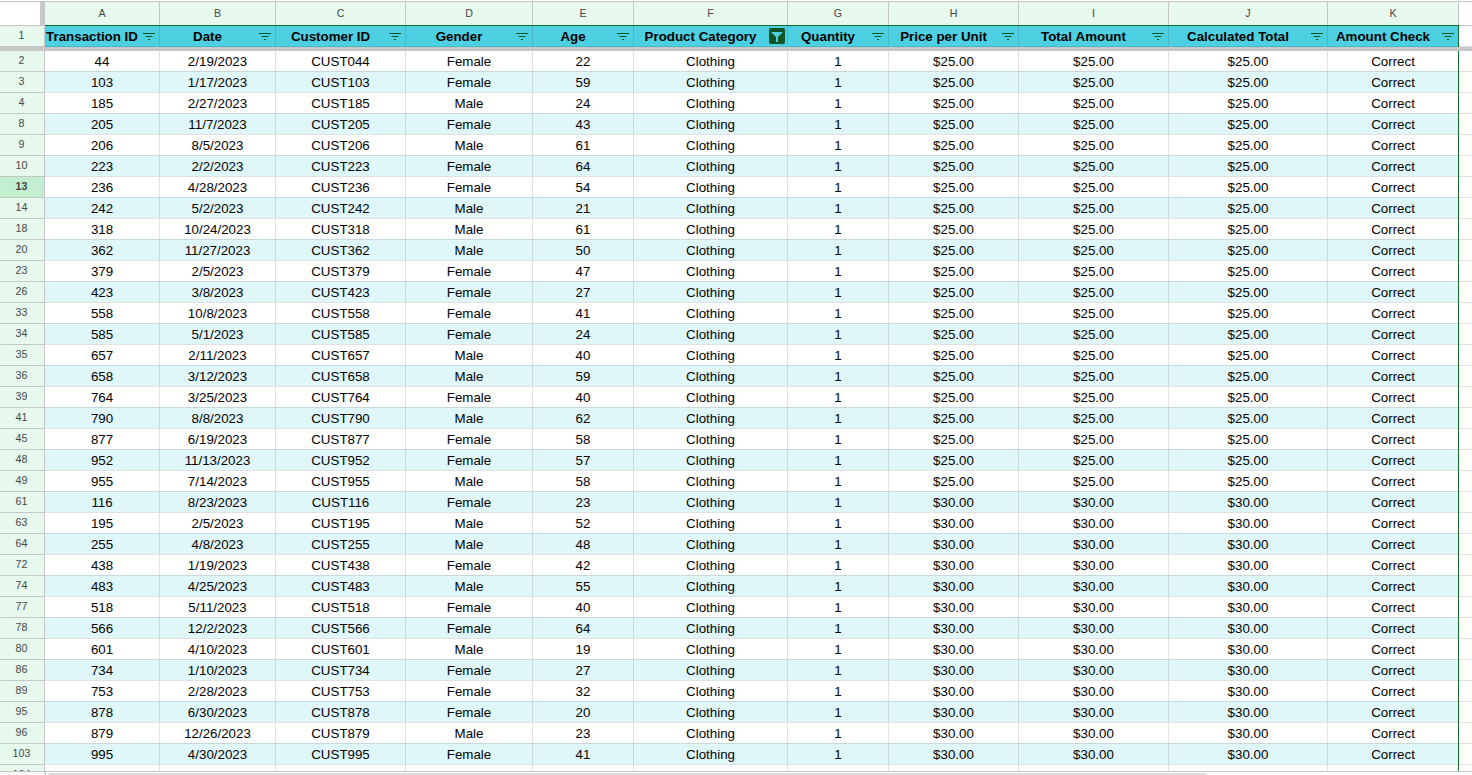 A B C D E F G H I J K
1 Transaction ID Date Customer ID Gender Age Product Category Quantity Price per Unit Total Amount Calculated Total Amount Check
2 44 2/19/2023 CUST044 Female 22 Clothing 1 $25.00 $25.00 $25.00 Correct
3 103 1/17/2023 CUST103 Female 59 Clothing 1 $25.00 $25.00 $25.00 Correct
4 185 2/27/2023 CUST185 Male 24 Clothing 1 $25.00 $25.00 $25.00 Correct
8 205 11/7/2023 CUST205 Female 43 Clothing 1 $25.00 $25.00 $25.00 Correct
9 206 8/5/2023 CUST206 Male 61 Clothing 1 $25.00 $25.00 $25.00 Correct
10 223 2/2/2023 CUST223 Female 64 Clothing 1 $25.00 $25.00 $25.00 Correct
13 236 4/28/2023 CUST236 Female 54 Clothing 1 $25.00 $25.00 $25.00 Correct
14 242 5/2/2023 CUST242 Male 21 Clothing 1 $25.00 $25.00 $25.00 Correct
18 318 10/24/2023 CUST318 Male 61 Clothing 1 $25.00 $25.00 $25.00 Correct
20 362 11/27/2023 CUST362 Male 50 Clothing 1 $25.00 $25.00 $25.00 Correct
23 379 2/5/2023 CUST379 Female 47 Clothing 1 $25.00 $25.00 $25.00 Correct
26 423 3/8/2023 CUST423 Female 27 Clothing 1 $25.00 $25.00 $25.00 Correct
33 558 10/8/2023 CUST558 Female 41 Clothing 1 $25.00 $25.00 $25.00 Correct
34 585 5/1/2023 CUST585 Female 24 Clothing 1 $25.00 $25.00 $25.00 Correct
35 657 2/11/2023 CUST657 Male 40 Clothing 1 $25.00 $25.00 $25.00 Correct
36 658 3/12/2023 CUST658 Male 59 Clothing 1 $25.00 $25.00 $25.00 Correct
39 764 3/25/2023 CUST764 Female 40 Clothing 1 $25.00 $25.00 $25.00 Correct
41 790 8/8/2023 CUST790 Male 62 Clothing 1 $25.00 $25.00 $25.00 Correct
45 877 6/19/2023 CUST877 Female 58 Clothing 1 $25.00 $25.00 $25.00 Correct
48 952 11/13/2023 CUST952 Female 57 Clothing 1 $25.00 $25.00 $25.00 Correct
49 955 7/14/2023 CUST955 Male 58 Clothing 1 $25.00 $25.00 $25.00 Correct
61 116 8/23/2023 CUST116 Female 23 Clothing 1 $30.00 $30.00 $30.00 Correct
63 195 2/5/2023 CUST195 Male 52 Clothing 1 $30.00 $30.00 $30.00 Correct
64 255 4/8/2023 CUST255 Male 48 Clothing 1 $30.00 $30.00 $30.00 Correct
72 438 1/19/2023 CUST438 Female 42 Clothing 1 $30.00 $30.00 $30.00 Correct
74 483 4/25/2023 CUST483 Male 55 Clothing 1 $30.00 $30.00 $30.00 Correct
77 518 5/11/2023 CUST518 Female 40 Clothing 1 $30.00 $30.00 $30.00 Correct
78 566 12/2/2023 CUST566 Female 64 Clothing 1 $30.00 $30.00 $30.00 Correct
80 601 4/10/2023 CUST601 Male 19 Clothing 1 $30.00 $30.00 $30.00 Correct
86 734 1/10/2023 CUST734 Female 27 Clothing 1 $30.00 $30.00 $30.00 Correct
89 753 2/28/2023 CUST753 Female 32 Clothing 1 $30.00 $30.00 $30.00 Correct
95 878 6/30/2023 CUST878 Female 20 Clothing 1 $30.00 $30.00 $30.00 Correct
96 879 12/26/2023 CUST879 Male 23 Clothing 1 $30.00 $30.00 $30.00 Correct
103 995 4/30/2023 CUST995 Female 41 Clothing 1 $30.00 $30.00 $30.00 Correct